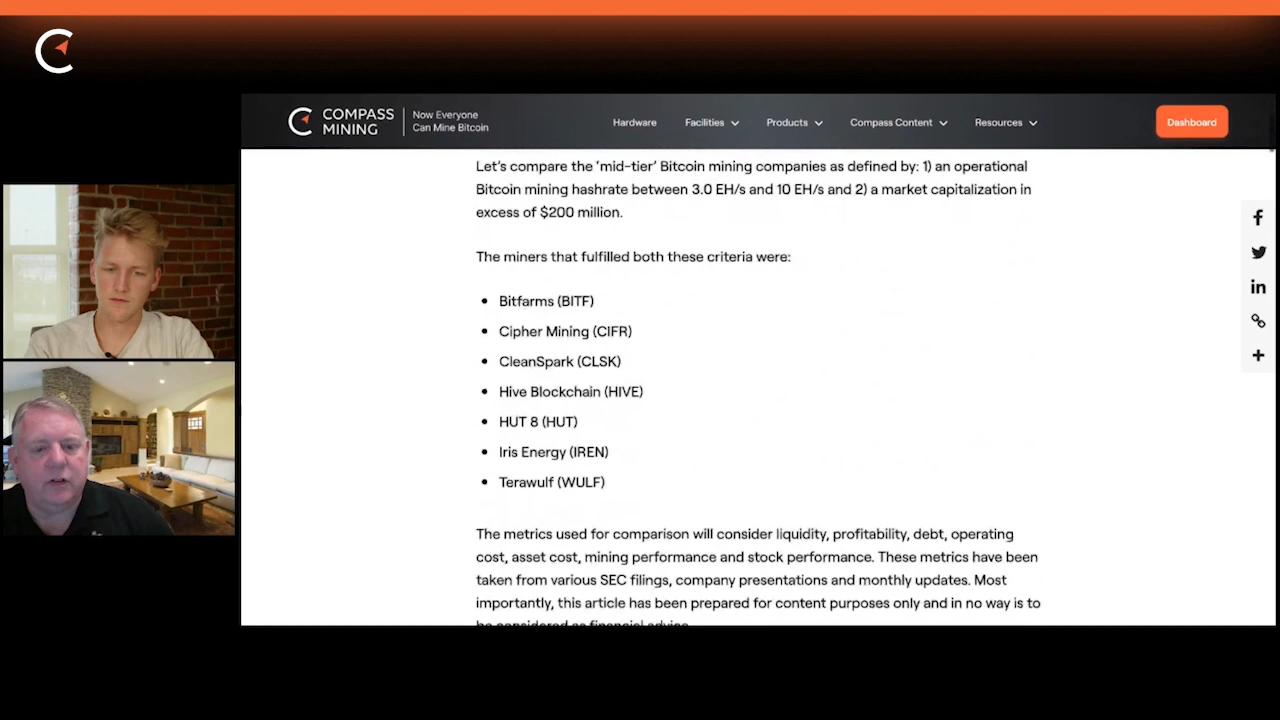 COMPASS
MINING
Now Everyone
Can Mine Bitcoin
Hardware
Facilities
Products
Compass Content
Resources
Dashboard
Let's compare the 'mid-tier' Bitcoin mining companies as defined by: 1) an operational
Bitcoin mining hashrate between 3.0 EH/s and 10 EH/s and 2) a market capitalization in
excess of $200 million.
The miners that fulfilled both these criteria were:
• Bitfarms (BITF)
• Cipher Mining (CIFR)
• CleanSpark (CLSK)
• Hive Blockchain (HIVE)
• HUT 8 (HUT)
• Iris Energy (IREN)
• Terawulf (WULF)
The metrics used for comparison will consider liquidity, profitability, debt, operating
cost, asset cost, mining performance and stock performance. These metrics have been
taken from various SEC filings, company presentations and monthly updates. Most
importantly, this article has been prepared for content purposes only and in no way is to
be considered as financial advice.